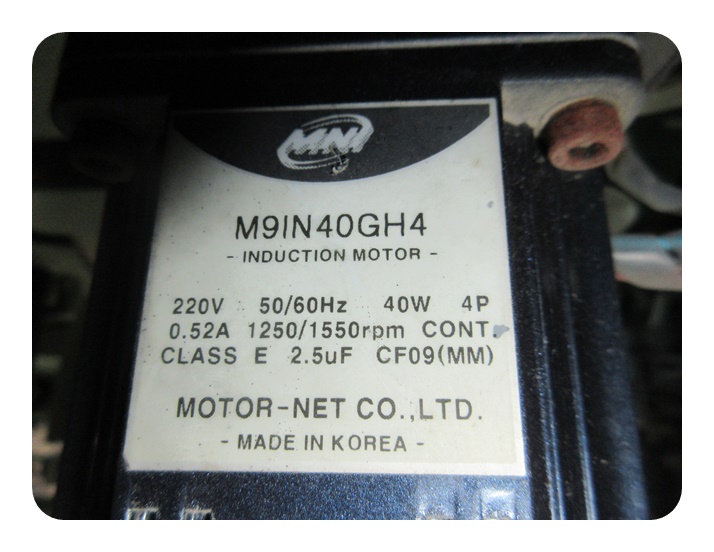 MNI
M9IN40GH4
- INDUCTION MOTOR -
220V 50/60Hz 40W 4P
0.52A 1250/1550rpm CONT.
CLASS E 2.5uF CF09(MM)
MOTOR-NET CO.,LTD.
- MADE IN KOREA -